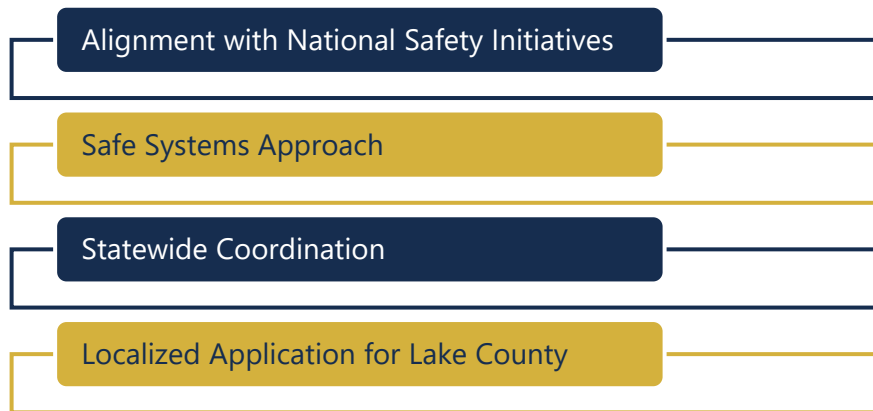 Alignment with National Safety Initiatives
Safe Systems Approach
Statewide Coordination
Localized Application for Lake County